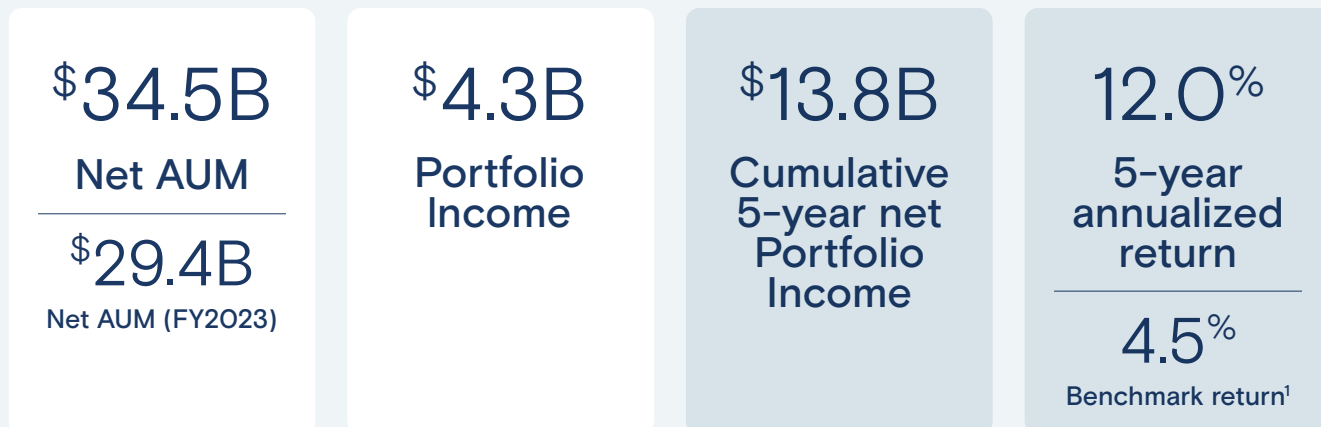 $34.5B
Net AUM
$29.4B
Net AUM (FY2023)
$4.3B
Portfolio
Income
$13.8B
Cumulative
5-year net
Portfolio
Income
12.0%
5-year
annualized
return
4.5%
Benchmark return¹